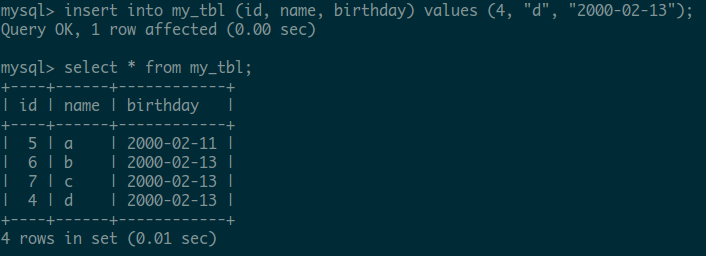 mysql> insert into my_tbl (id, name, birthday) values (4, "d", "2000-02-13");
Query OK, 1 row affected (0.00 sec)
mysql> select * from my_tbl;
+----+------+------------+
| id | name | birthday   |
+----+------+------------+
|  5 | a    | 2000-02-11 |
|  6 | b    | 2000-02-13 |
|  7 | c    | 2000-02-13 |
|  4 | d    | 2000-02-13 |
+----+------+------------+
4 rows in set (0.01 sec)